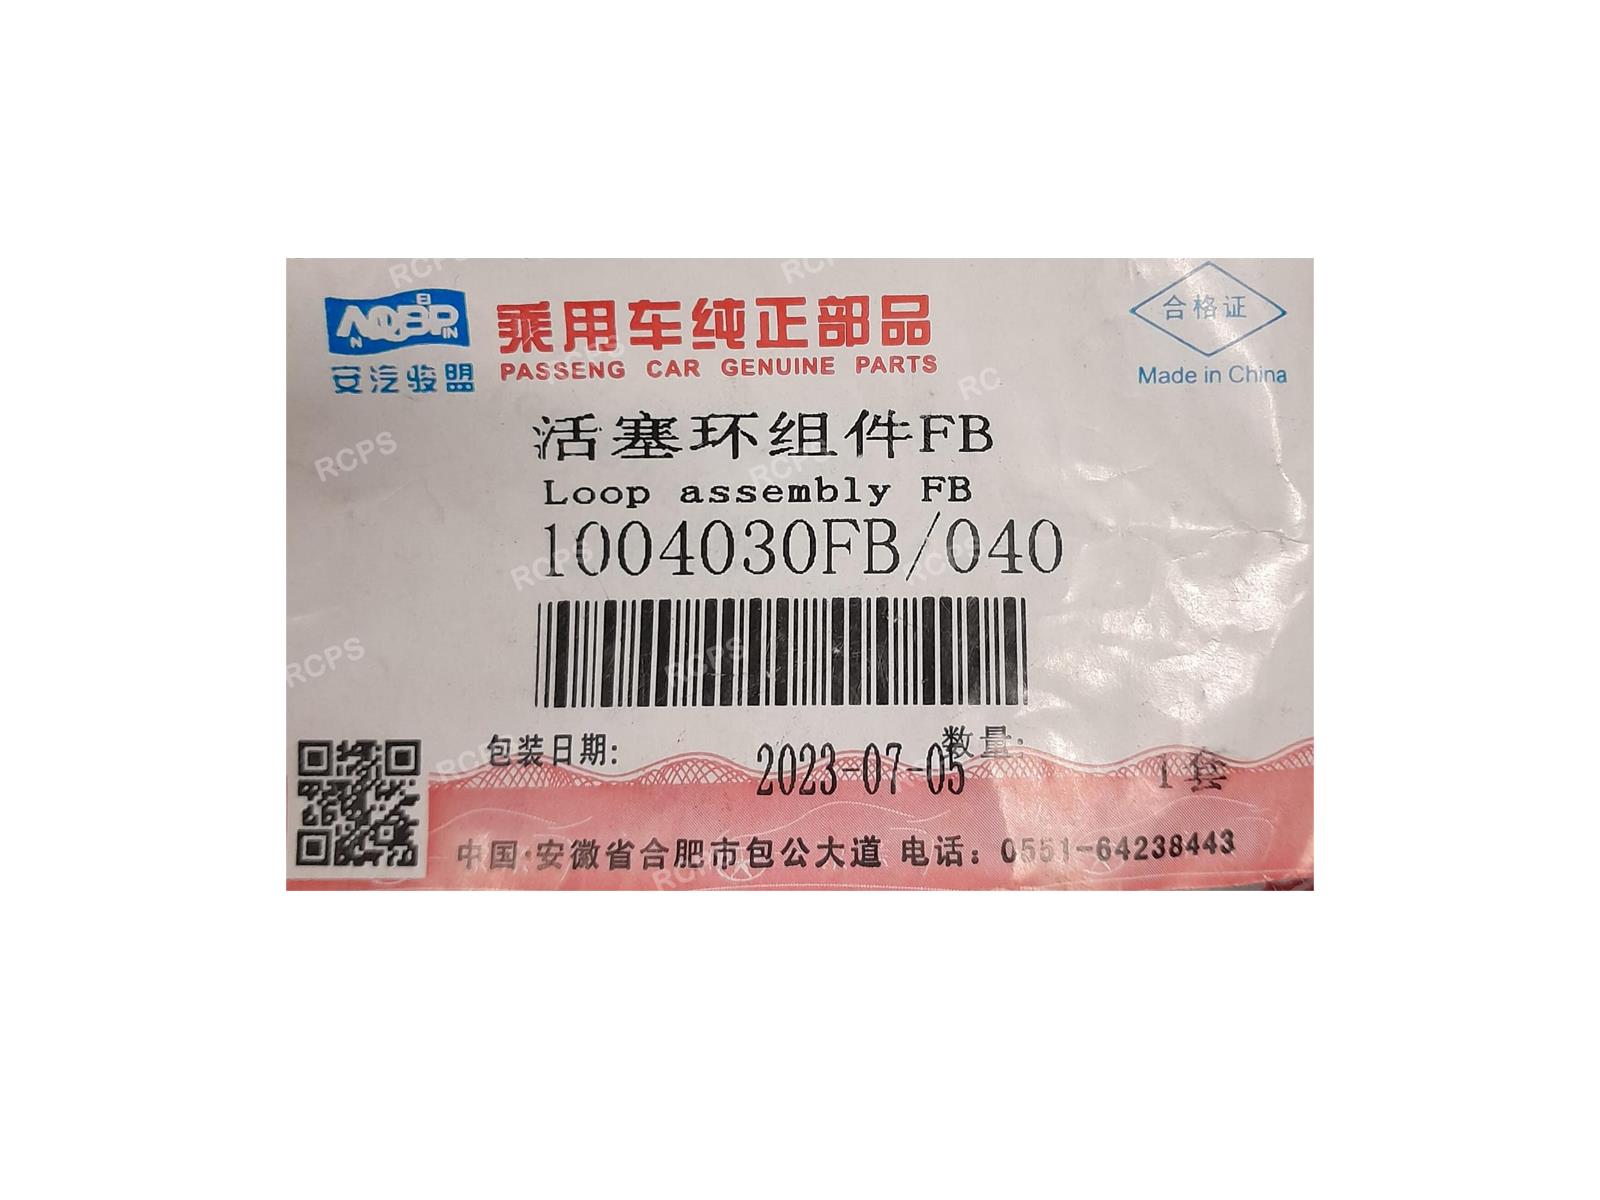 安汽骏盟
乘用车纯正部品
PASSENG CAR GENUINE PARTS
合格证
Made in China
活塞环组件FB
Loop assembly FB
1004030FB/040
包装日期:
2023-07-05
数量:
1套
中国·安徽省合肥市包公大道 电话: 0551-64238443
RCPS